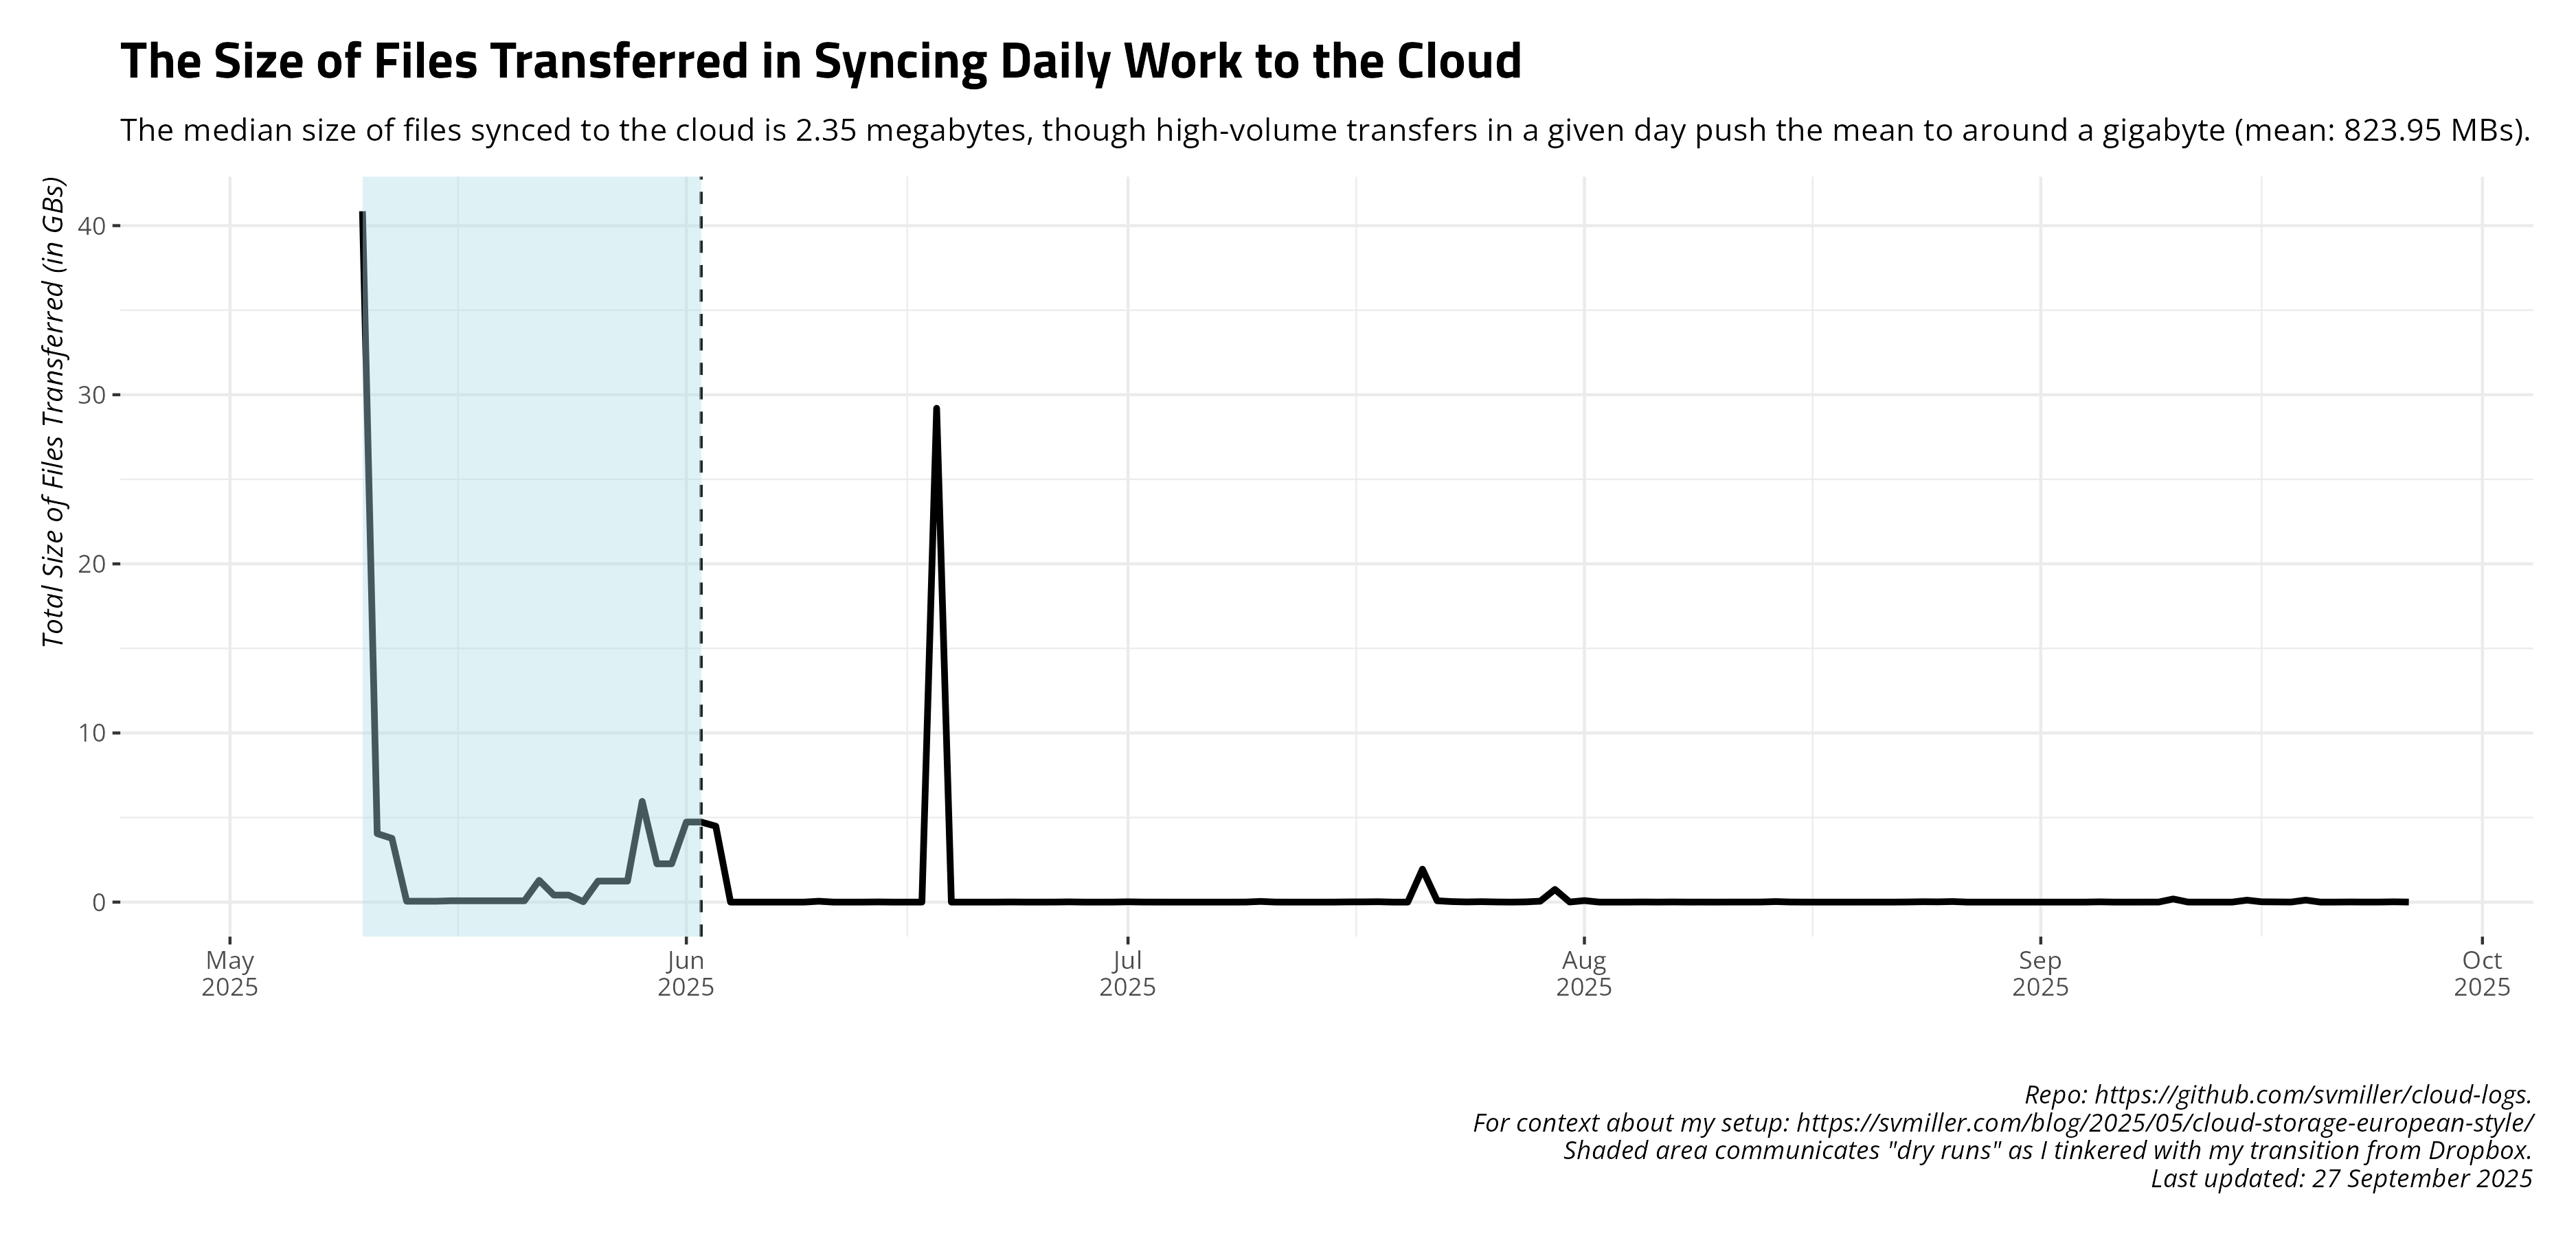 The Size of Files Transferred in Syncing Daily Work to the Cloud
The median size of files synced to the cloud is 2.35 megabytes, though high-volume transfers in a given day push the mean to around a gigabyte (mean: 823.95 MBs).
Total Size of Files Transferred (in GBs)
40
30
20
10
0
May
2025
Jun
2025
Jul
2025
Aug
2025
Sep
2025
Oct
2025
Repo: https://github.com/svmiller/cloud-logs.
For context about my setup: https://svmiller.com/blog/2025/05/cloud-storage-european-style/
Shaded area communicates "dry runs" as I tinkered with my transition from Dropbox.
Last updated: 27 September 2025